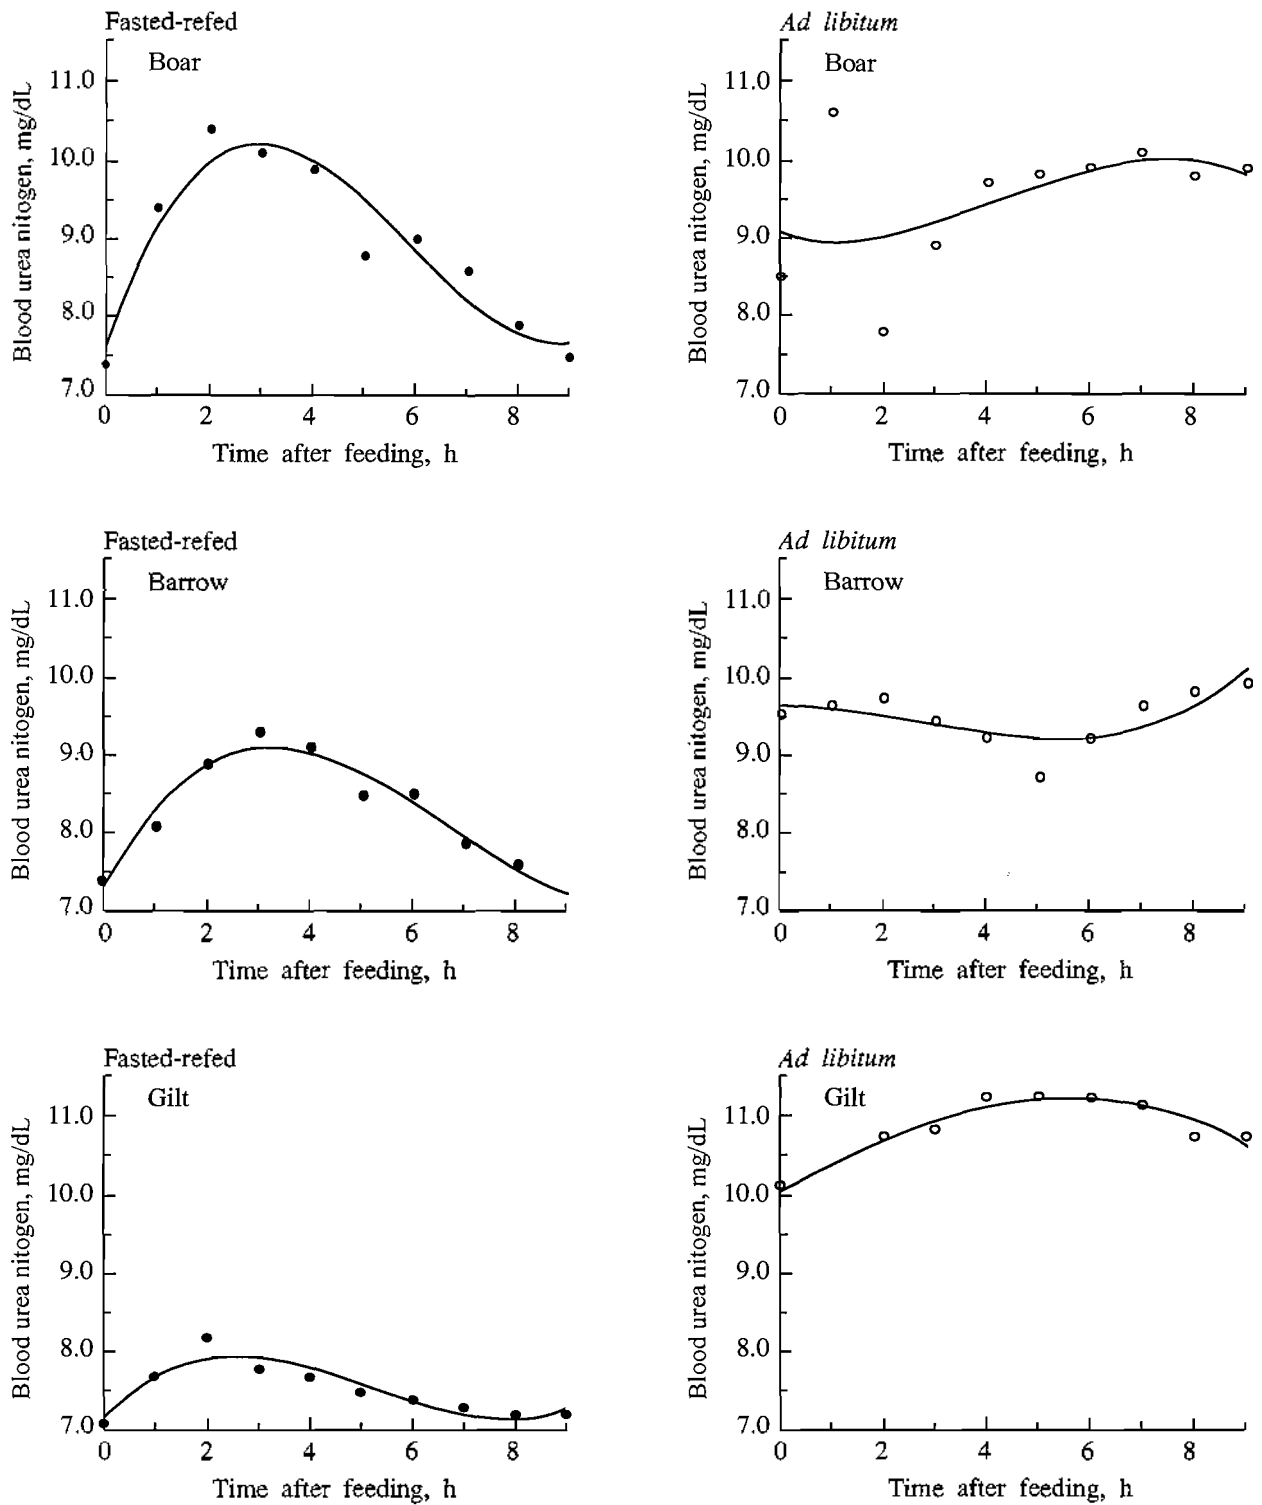 Fasted-refed
Boar
Blood urea nitogen, mg/dL
11.0
10.0
9.0
8.0
7.0
0 2 4 6 8
Time after feeding, h
Ad libitum
Boar
Blood urea nitogen, mg/dL
11.0
10.0
9.0
8.0
7.0
0 2 4 6 8
Time after feeding, h
Fasted-refed
Barrow
Blood urea nitogen, mg/dL
11.0
10.0
9.0
8.0
7.0
0 2 4 6 8
Time after feeding, h
Ad libitum
Barrow
Blood urea nitogen, mg/dL
11.0
10.0
9.0
8.0
7.0
0 2 4 6 8
Time after feeding, h
Fasted-refed
Gilt
Blood urea nitogen, mg/dL
11.0
10.0
9.0
8.0
7.0
0 2 4 6 8
Time after feeding, h
Ad libitum
Gilt
Blood urea nitogen, mg/dL
11.0
10.0
9.0
8.0
7.0
0 2 4 6 8
Time after feeding, h